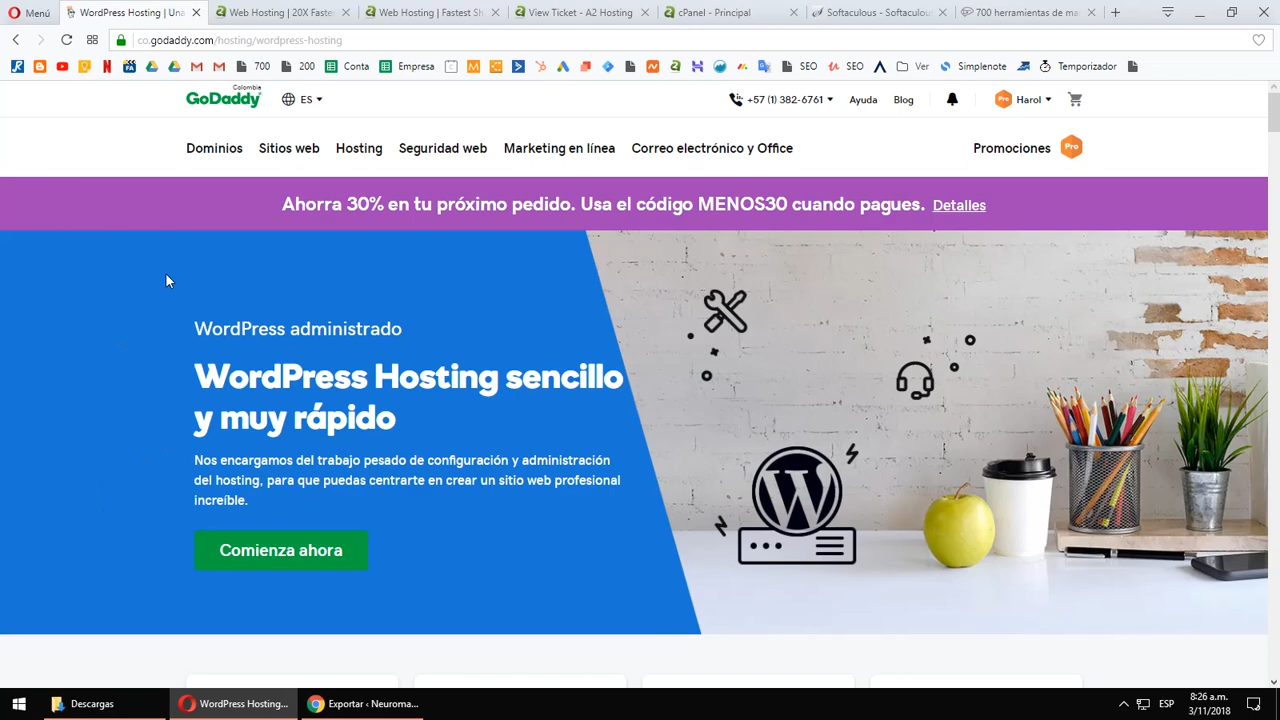 Menú
WordPress Hosting | Una
Web Hosting | 20X Faste
Web Hosting | Fastest Sh
View Ticket - A2 Hosting
cPanel - Principal
Softaculous - Softaculou
700 herramientas de ma
co.godaddy.com/hosting/wordpress-hosting
700
200
Conta
Empresa
SEO
SEO
Ver
Simplenote
Temporizador
Colombia
GoDaddy
ES
+57 (1) 382-6761
Ayuda
Blog
Pro
Harol
Dominios
Sitios web
Hosting
Seguridad web
Marketing en línea
Correo electrónico y Office
Promociones
Pro
Ahorra 30% en tu próximo pedido. Usa el código MENOS30 cuando pagues. Detalles
WordPress administrado
WordPress Hosting sencillo
y muy rápido
Nos encargamos del trabajo pesado de configuración y administración
del hosting, para que puedas centrarte en crear un sitio web profesional
increíble.
Comienza ahora
Descargas
WordPress Hosting...
Exportar ‹ Neuroma...
ESP
8:26 a.m.
3/11/2018